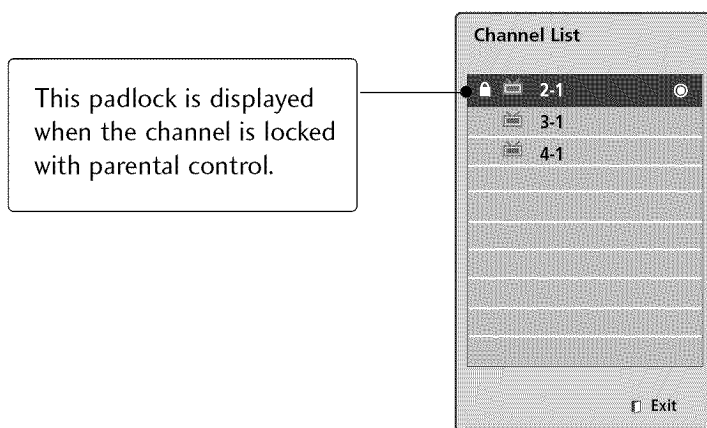 This padlock is displayed
when the channel is locked
with parental control.
Channel List
2-1
3-1
4-1
Exit